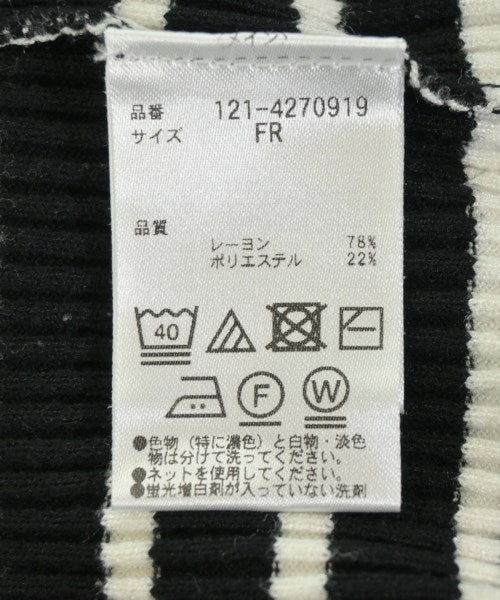 品番 121-4270919
サイズ FR
品質
レーヨン 78%
ポリエステル 22%
40
F W
●色物（特に濃色）と白物・淡色
物は分けて洗ってください。
●ネットを使用してください。
●蛍光増白剤が入っていない洗剤